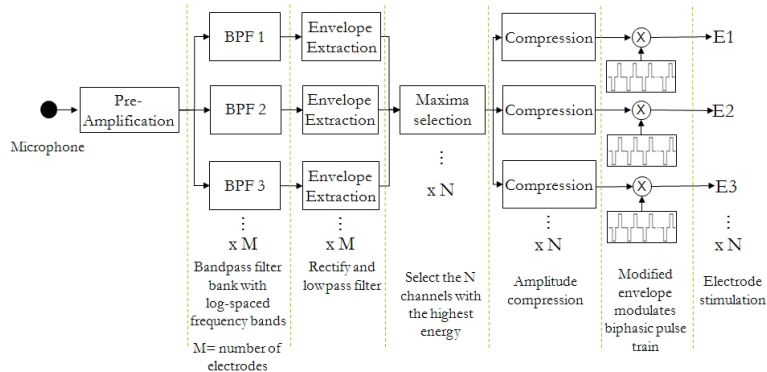 Microphone
Pre-
Amplification
BPF 1
BPF 2
BPF 3
⋮
x M
Bandpass filter
bank with
log-spaced
frequency bands
M= number of
electrodes
Envelope
Extraction
Envelope
Extraction
Envelope
Extraction
⋮
x M
Rectify and
lowpass filter
Maxima
selection
⋮
x N
Select the N
channels with
the highest
energy
Compression
Compression
Compression
⋮
x N
Amplitude
compression
X
X
X
Modified
envelope
modulates
biphasic pulse
train
E1
E2
E3
⋮
x N
Electrode
stimulation